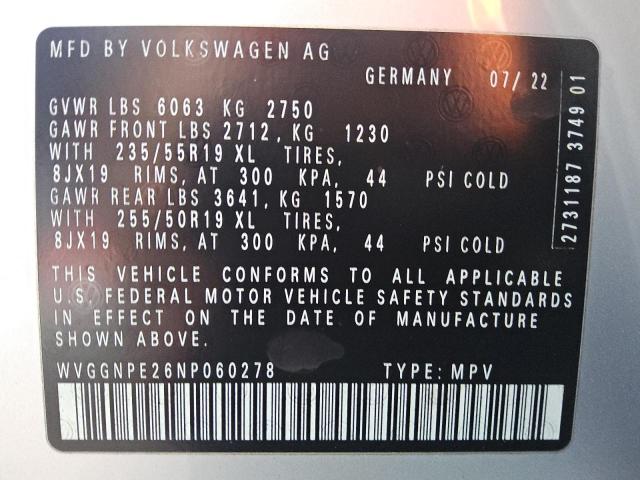 MFD BY VOLKSWAGEN AG
GERMANY 07/ 22
GVWR LBS 6063 KG 2750
GAWR FRONT LBS 2712, KG 1230
WITH 235/55R19 XL TIRES,
8JX19 RIMS, AT 300 KPA, 44 PSI COLD
GAWR REAR LBS 3641, KG 1570
WITH 255/50R19 XL TIRES,
8JX19 RIMS, AT 300 KPA, 44 PSI COLD
THIS VEHICLE CONFORMS TO ALL APPLICABLE
U.S. FEDERAL MOTOR VEHICLE SAFETY STANDARDS
IN EFFECT ON THE DATE OF MANUFACTURE
SHOWN ABOVE.
WVGGNPE26NP060278 TYPE: MPV
2731187 3749 01